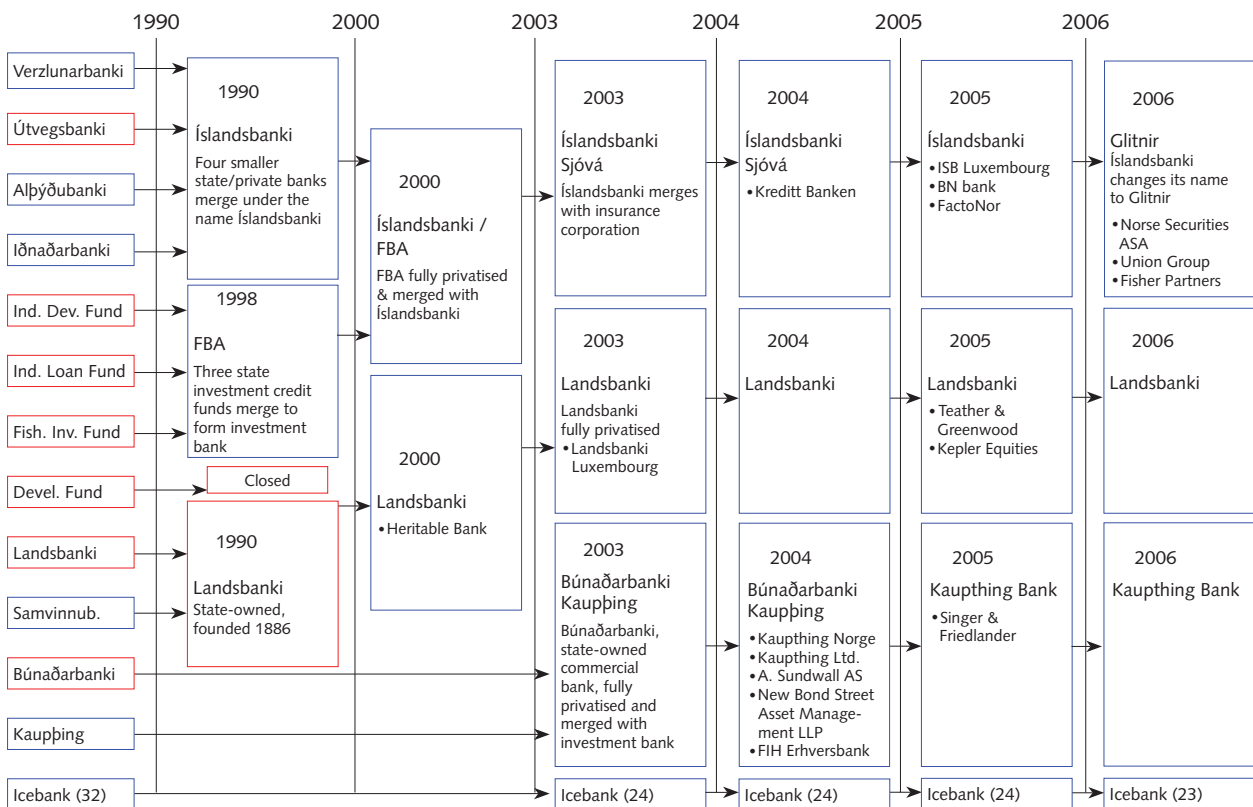 1990
2000
2003
2004
2005
2006
Verzlunarbanki
Útvegsbanki
Alþýðubanki
Iðnaðarbanki
Ind. Dev. Fund
Ind. Loan Fund
Fish. Inv. Fund
Devel. Fund
Landsbanki
Samvinnub.
Búnaðarbanki
Kaupþing
Icebank (32)
1990
Íslandsbanki
Four smaller
state/private banks
merge under the
name Íslandsbanki
1998
FBA
Three state
investment credit
funds merge to
form investment
bank
Closed
1990
Landsbanki
State-owned,
founded 1886
2000
Íslandsbanki /
FBA
FBA fully privatised
& merged with
Íslandsbanki
2000
Landsbanki
• Heritable Bank
2003
Íslandsbanki
Sjóvá
Íslandsbanki merges
with insurance
corporation
2003
Landsbanki
Landsbanki
fully privatised
• Landsbanki
Luxembourg
2003
Búnaðarbanki
Kaupþing
Búnaðarbanki,
state-owned
commercial
bank, fully
privatised and
merged with
investment bank
Icebank (24)
2004
Íslandsbanki
Sjóvá
• Kreditt Banken
2004
Landsbanki
2004
Búnaðarbanki
Kaupþing
• Kaupthing Norge
• Kaupthing Ltd.
• A. Sundwall AS
• New Bond Street
Asset Manage-
ment LLP
• FIH Erhversbank
Icebank (24)
2005
Íslandsbanki
• ISB Luxembourg
• BN bank
• FactoNor
2005
Landsbanki
• Teather &
Greenwood
• Kepler Equities
2005
Kaupthing Bank
• Singer &
Friedlander
Icebank (24)
2006
Glitnir
Íslandsbanki
changes its name
to Glitnir
• Norse Securities
ASA
• Union Group
• Fisher Partners
2006
Landsbanki
2006
Kaupthing Bank
Icebank (23)